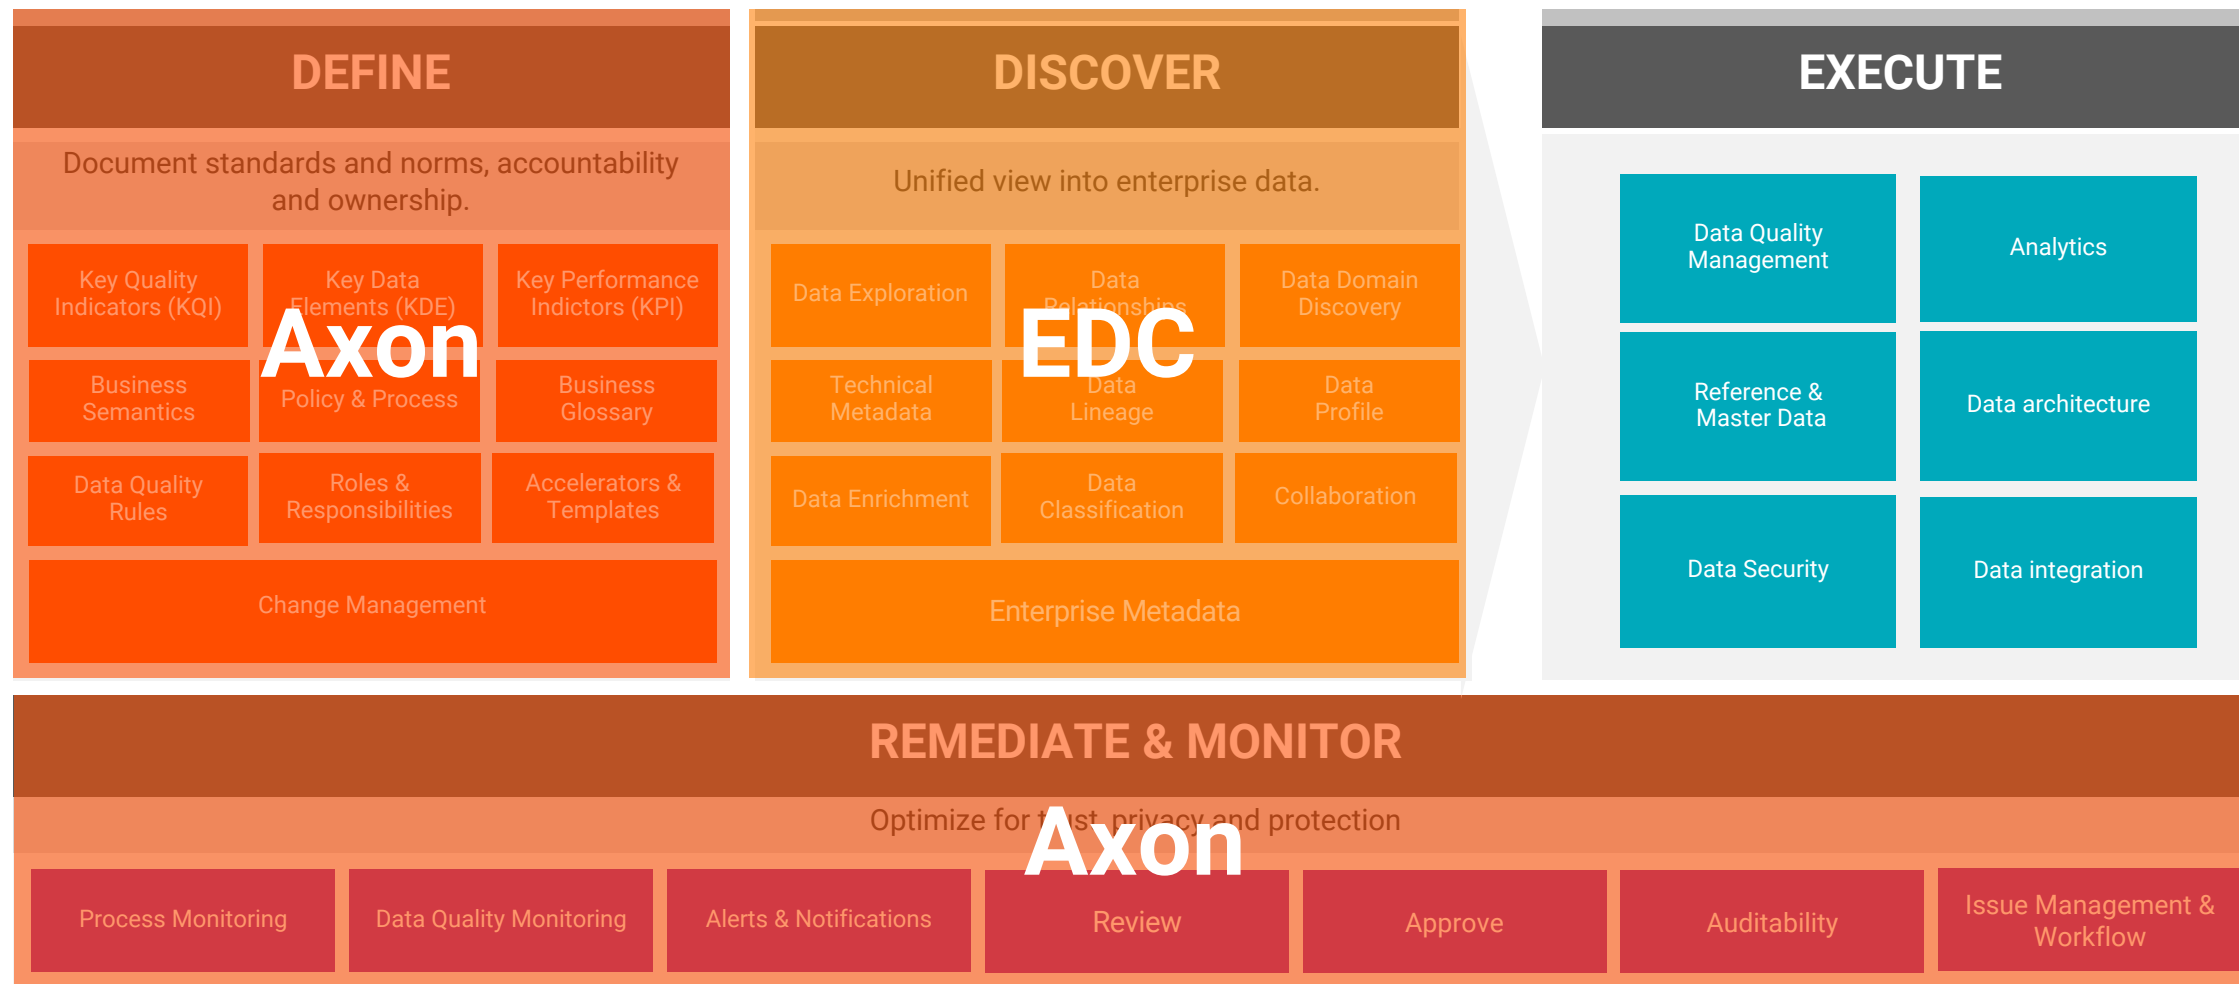 DEFINE
Document standards and norms, accountability
and ownership.
Key Quality
Indicators (KQI)
Key Data
Elements (KDE)
Key Performance
Indictors (KPI)
Axon
Business
Semantics
Policy & Process
Business
Glossary
Data Quality
Rules
Roles &
Responsibilities
Accelerators &
Templates
Change Management
DISCOVER
Unified view into enterprise data.
Data Exploration
Data
Relationships
Data Domain
Discovery
EDC
Technical
Metadata
Data
Lineage
Data
Profile
Data Enrichment
Data
Classification
Collaboration
Enterprise Metadata
EXECUTE
Data Quality
Management
Analytics
Reference &
Master Data
Data architecture
Data Security
Data integration
REMEDIATE & MONITOR
Optimize for trust, privacy and protection
Axon
Process Monitoring
Data Quality Monitoring
Alerts & Notifications
Review
Approve
Auditability
Issue Management &
Workflow